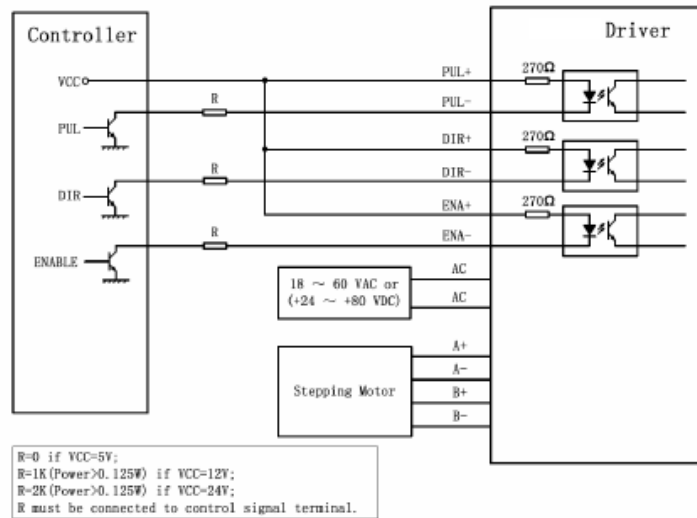 Controller
Driver
VCC
PUL+
270Ω
R
PUL-
PUL
DIR+
270Ω
R
DIR-
DIR
ENA+
270Ω
R
ENA-
ENABLE
AC
18 ~ 60 VAC or
(+24 ~ +80 VDC)
AC
A+
A-
Stepping Motor
B+
B-
R=0 if VCC=5V;
R=1K(Power>0.125W) if VCC=12V;
R=2K(Power>0.125W) if VCC=24V;
R must be connected to control signal terminal.